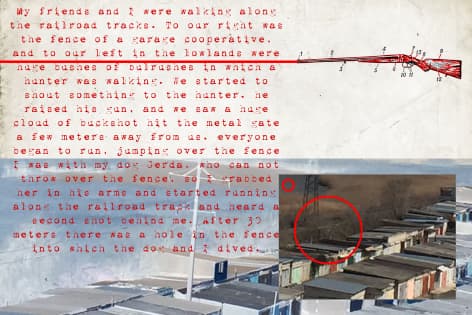 My friends and I were walking along
the railroad tracks. To our right was
the fence of a garage cooperative,
and to our left in the lowlands were
huge bushes of bulrushes in which a
hunter was walking. We started to
shout something to the hunter, he
raised his gun, and we saw a huge
cloud of buckshot hit the metal gate
a few meters away from us. everyone
began to run, jumping over the fence
I was with my dog Gerda, who can not
throw over the fence, so I grabbed
her in his arms and started running
along the railroad track and heard a
second shot behind me. After 30
meters there was a hole in the fence
into which the dog and I dived.